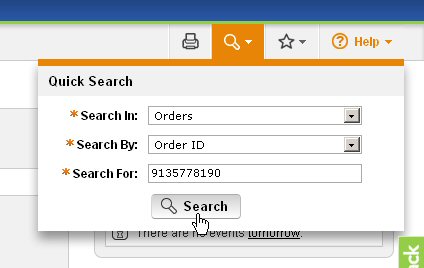 Help
Quick Search
*Search In: Orders
*Search By: Order ID
*Search For: 9135778190
Search
There are no events tomorrow.